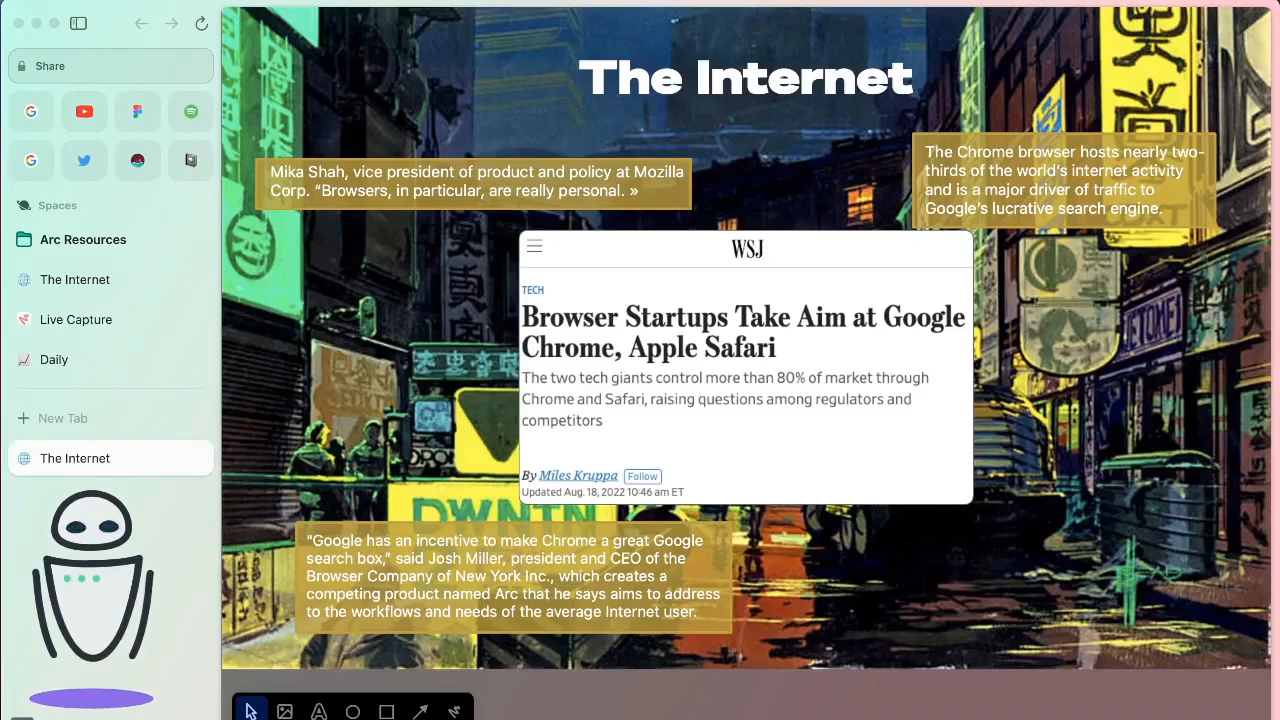 Share
Spaces
Arc Resources
The Internet
Live Capture
Daily
New Tab
The Internet
The Internet
Mika Shah, vice president of product and policy at Mozilla
Corp. “Browsers, in particular, are really personal. »
The Chrome browser hosts nearly two-
thirds of the world’s internet activity
and is a major driver of traffic to
Google’s lucrative search engine.
WSJ
TECH
Browser Startups Take Aim at Google
Chrome, Apple Safari
The two tech giants control more than 80% of market through
Chrome and Safari, raising questions among regulators and
competitors
By Miles Kruppa Follow
Updated Aug. 18, 2022 10:46 am ET
DWNTN
“Google has an incentive to make Chrome a great Google
search box,” said Josh Miller, president and CEO of the
Browser Company of New York Inc., which creates a
competing product named Arc that he says aims to address
to the workflows and needs of the average Internet user.